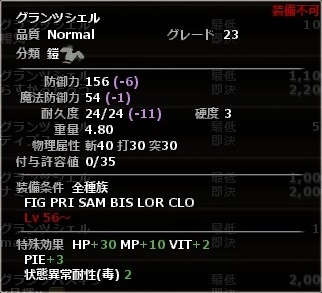 装備不可
グランツシェル
品質 Normal グレード 23
分類 鎧
防御力 156 (-6)
魔法防御力 54 (-1)
耐久度 24/24 (-11) 硬度 3
重量 4.80
物理属性 斬40 打30 突30
付与許容値 0/35
装備条件 全種族
FIG PRI SAM BIS LOR CLO
Lv 56~
特殊効果 HP+30 MP+10 VIT+2
PIE+3
状態異常耐性(毒) 2